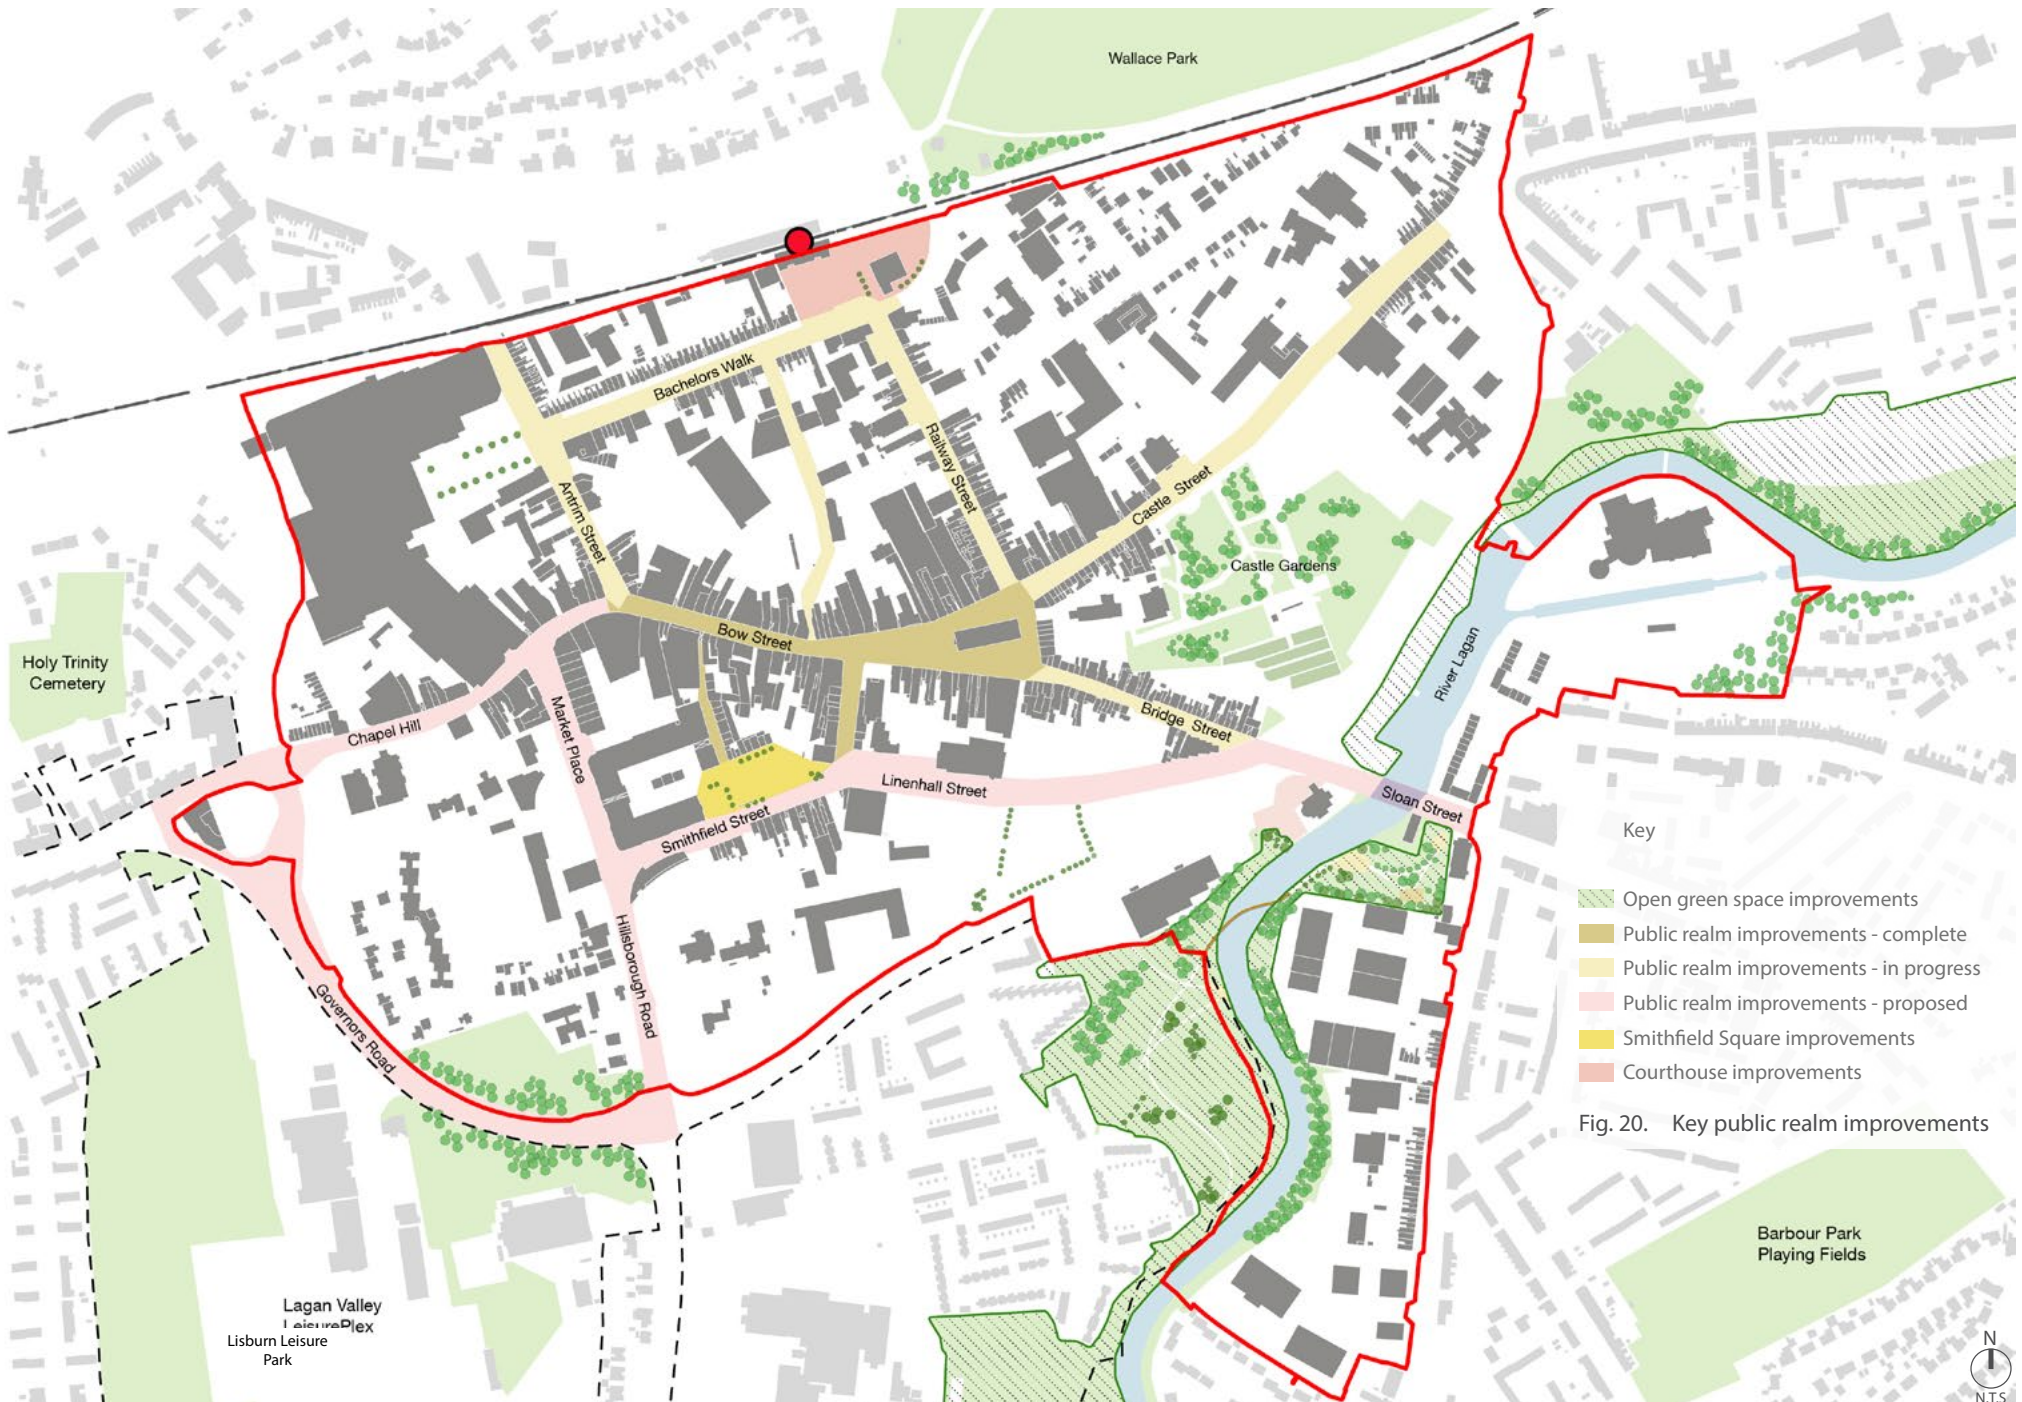 Wallace Park
Bachelors Walk
Railway Street
Antrim Street
Castle Street
Castle Gardens
Bow Street
Holy Trinity
Cemetery
River Lagan
Chapel Hill
Market Place
Bridge Street
Linenhall Street
Sloan Street
Smithfield Street
Hillsborough Road
Governors Road
Key
Open green space improvements
Public realm improvements - complete
Public realm improvements - in progress
Public realm improvements - proposed
Smithfield Square improvements
Courthouse improvements
Fig. 20. Key public realm improvements
Barbour Park
Playing Fields
Lagan Valley
LeisurePlex
Lisburn Leisure
Park
N
N.T.S